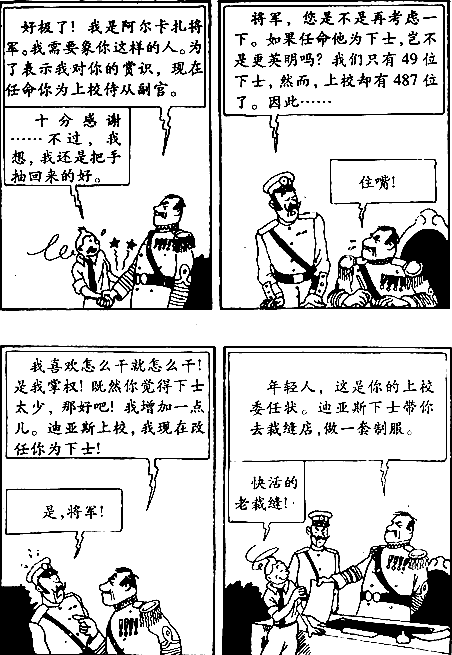 好极了！我是阿尔卡扎将
军。我需要象你这样的人。为
了表示我对你的赏识，现在
任命你为上校侍从副官。
十分感谢
……不过，我
想，我还是把手
抽回来的好。
将军，您是不是再考虑一
下。如果任命他为下士，岂不
是更英明吗？我们只有49位
下士，然而，上校却有487位
了。因此……
住嘴！
我喜欢怎么干就怎么干！
是我掌权！既然你觉得下士
太少，那好吧！我增加一点
儿。迪亚斯上校，我现在改
任你为下士！
是，将军！
年轻人，这是你的上校
委任状。迪亚斯下士带你
去裁缝店，做一套制服。
快活的
老裁缝！